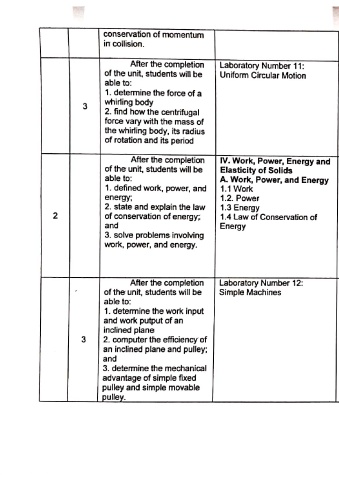 conservation of momentum
in collision.
3
After the completion
of the unit, students will be
able to:
1. determine the force of a
whirling body
2. find how the centrifugal
force vary with the mass of
the whirling body, its radius
of rotation and its period
Laboratory Number 11:
Uniform Circular Motion
2
After the completion
of the unit, students will be
able to:
1. defined work, power, and
energy;
2. state and explain the law
of conservation of energy;
and
3. solve problems involving
work, power, and energy.
IV. Work, Power, Energy and
Elasticity of Solids
A. Work, Power, and Energy
1.1 Work
1.2. Power
1.3 Energy
1.4 Law of Conservation of
Energy
3
After the completion
of the unit, students will be
able to:
1. determine the work input
and work putput of an
inclined plane
2. computer the efficiency of
an inclined plane and pulley;
and
3. determine the mechanical
advantage of simple fixed
pulley and simple movable
pulley.
Laboratory Number 12:
Simple Machines